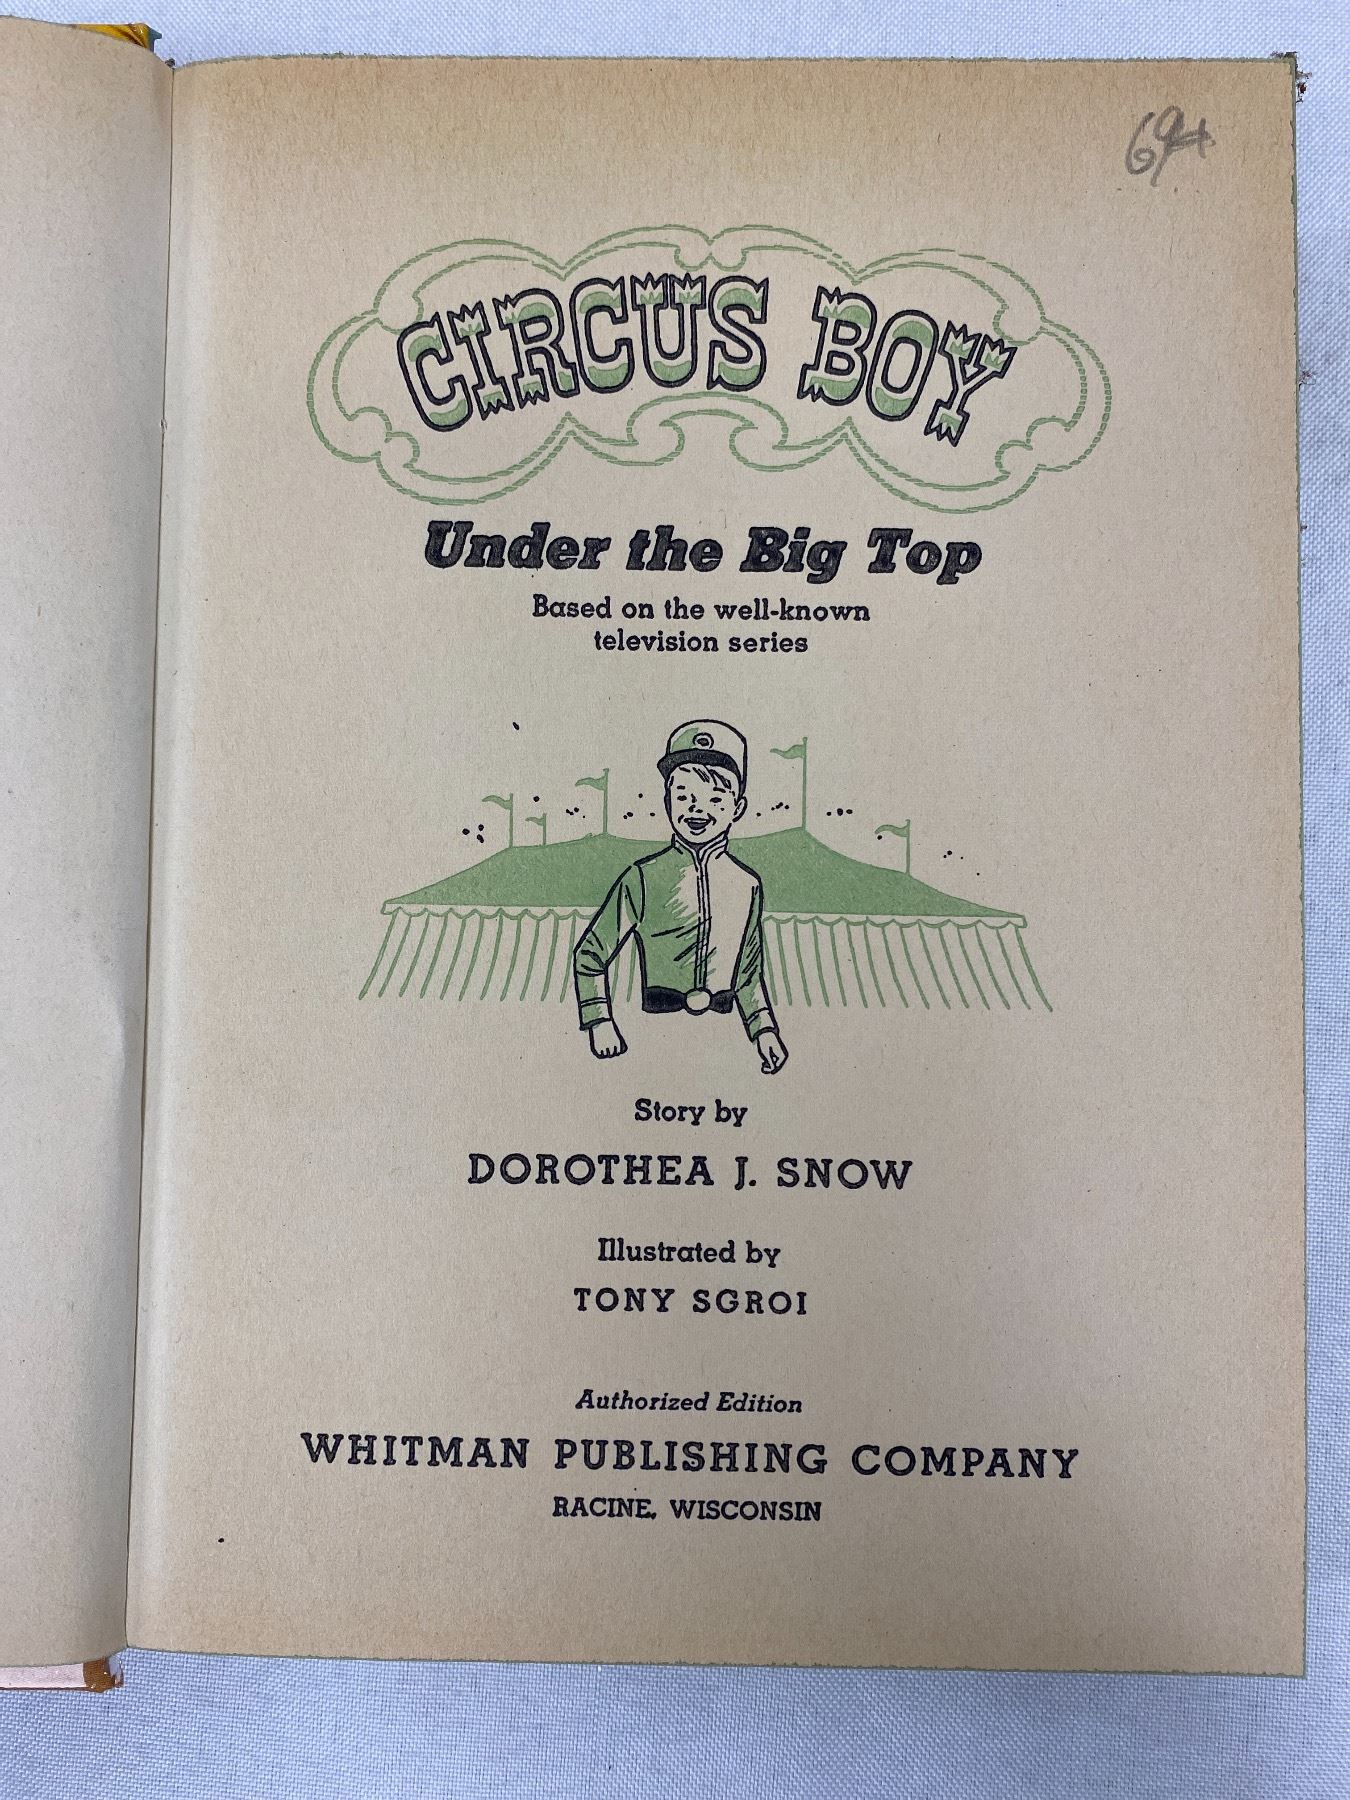 CIRCUS BOY
Under the Big Top
Based on the well-known
television series
Story by
DOROTHEA J. SNOW
Illustrated by
TONY SGROI
Authorized Edition
WHITMAN PUBLISHING COMPANY
RACINE, WISCONSIN